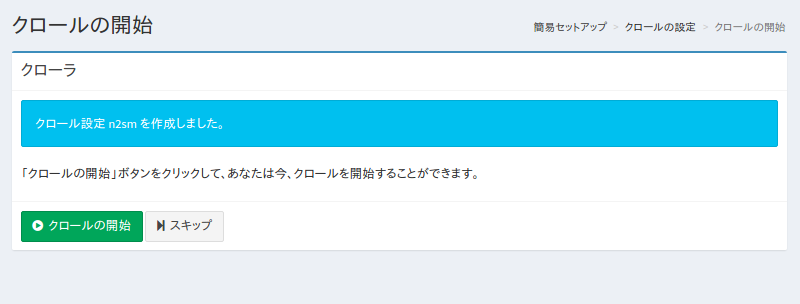 クロールの開始
簡易セットアップ > クロールの設定 > クロールの開始
クローラ
クロール設定 n2sm を作成しました。
「クロールの開始」ボタンをクリックして、あなたは今、クロールを開始することができます。
クロールの開始 スキップ